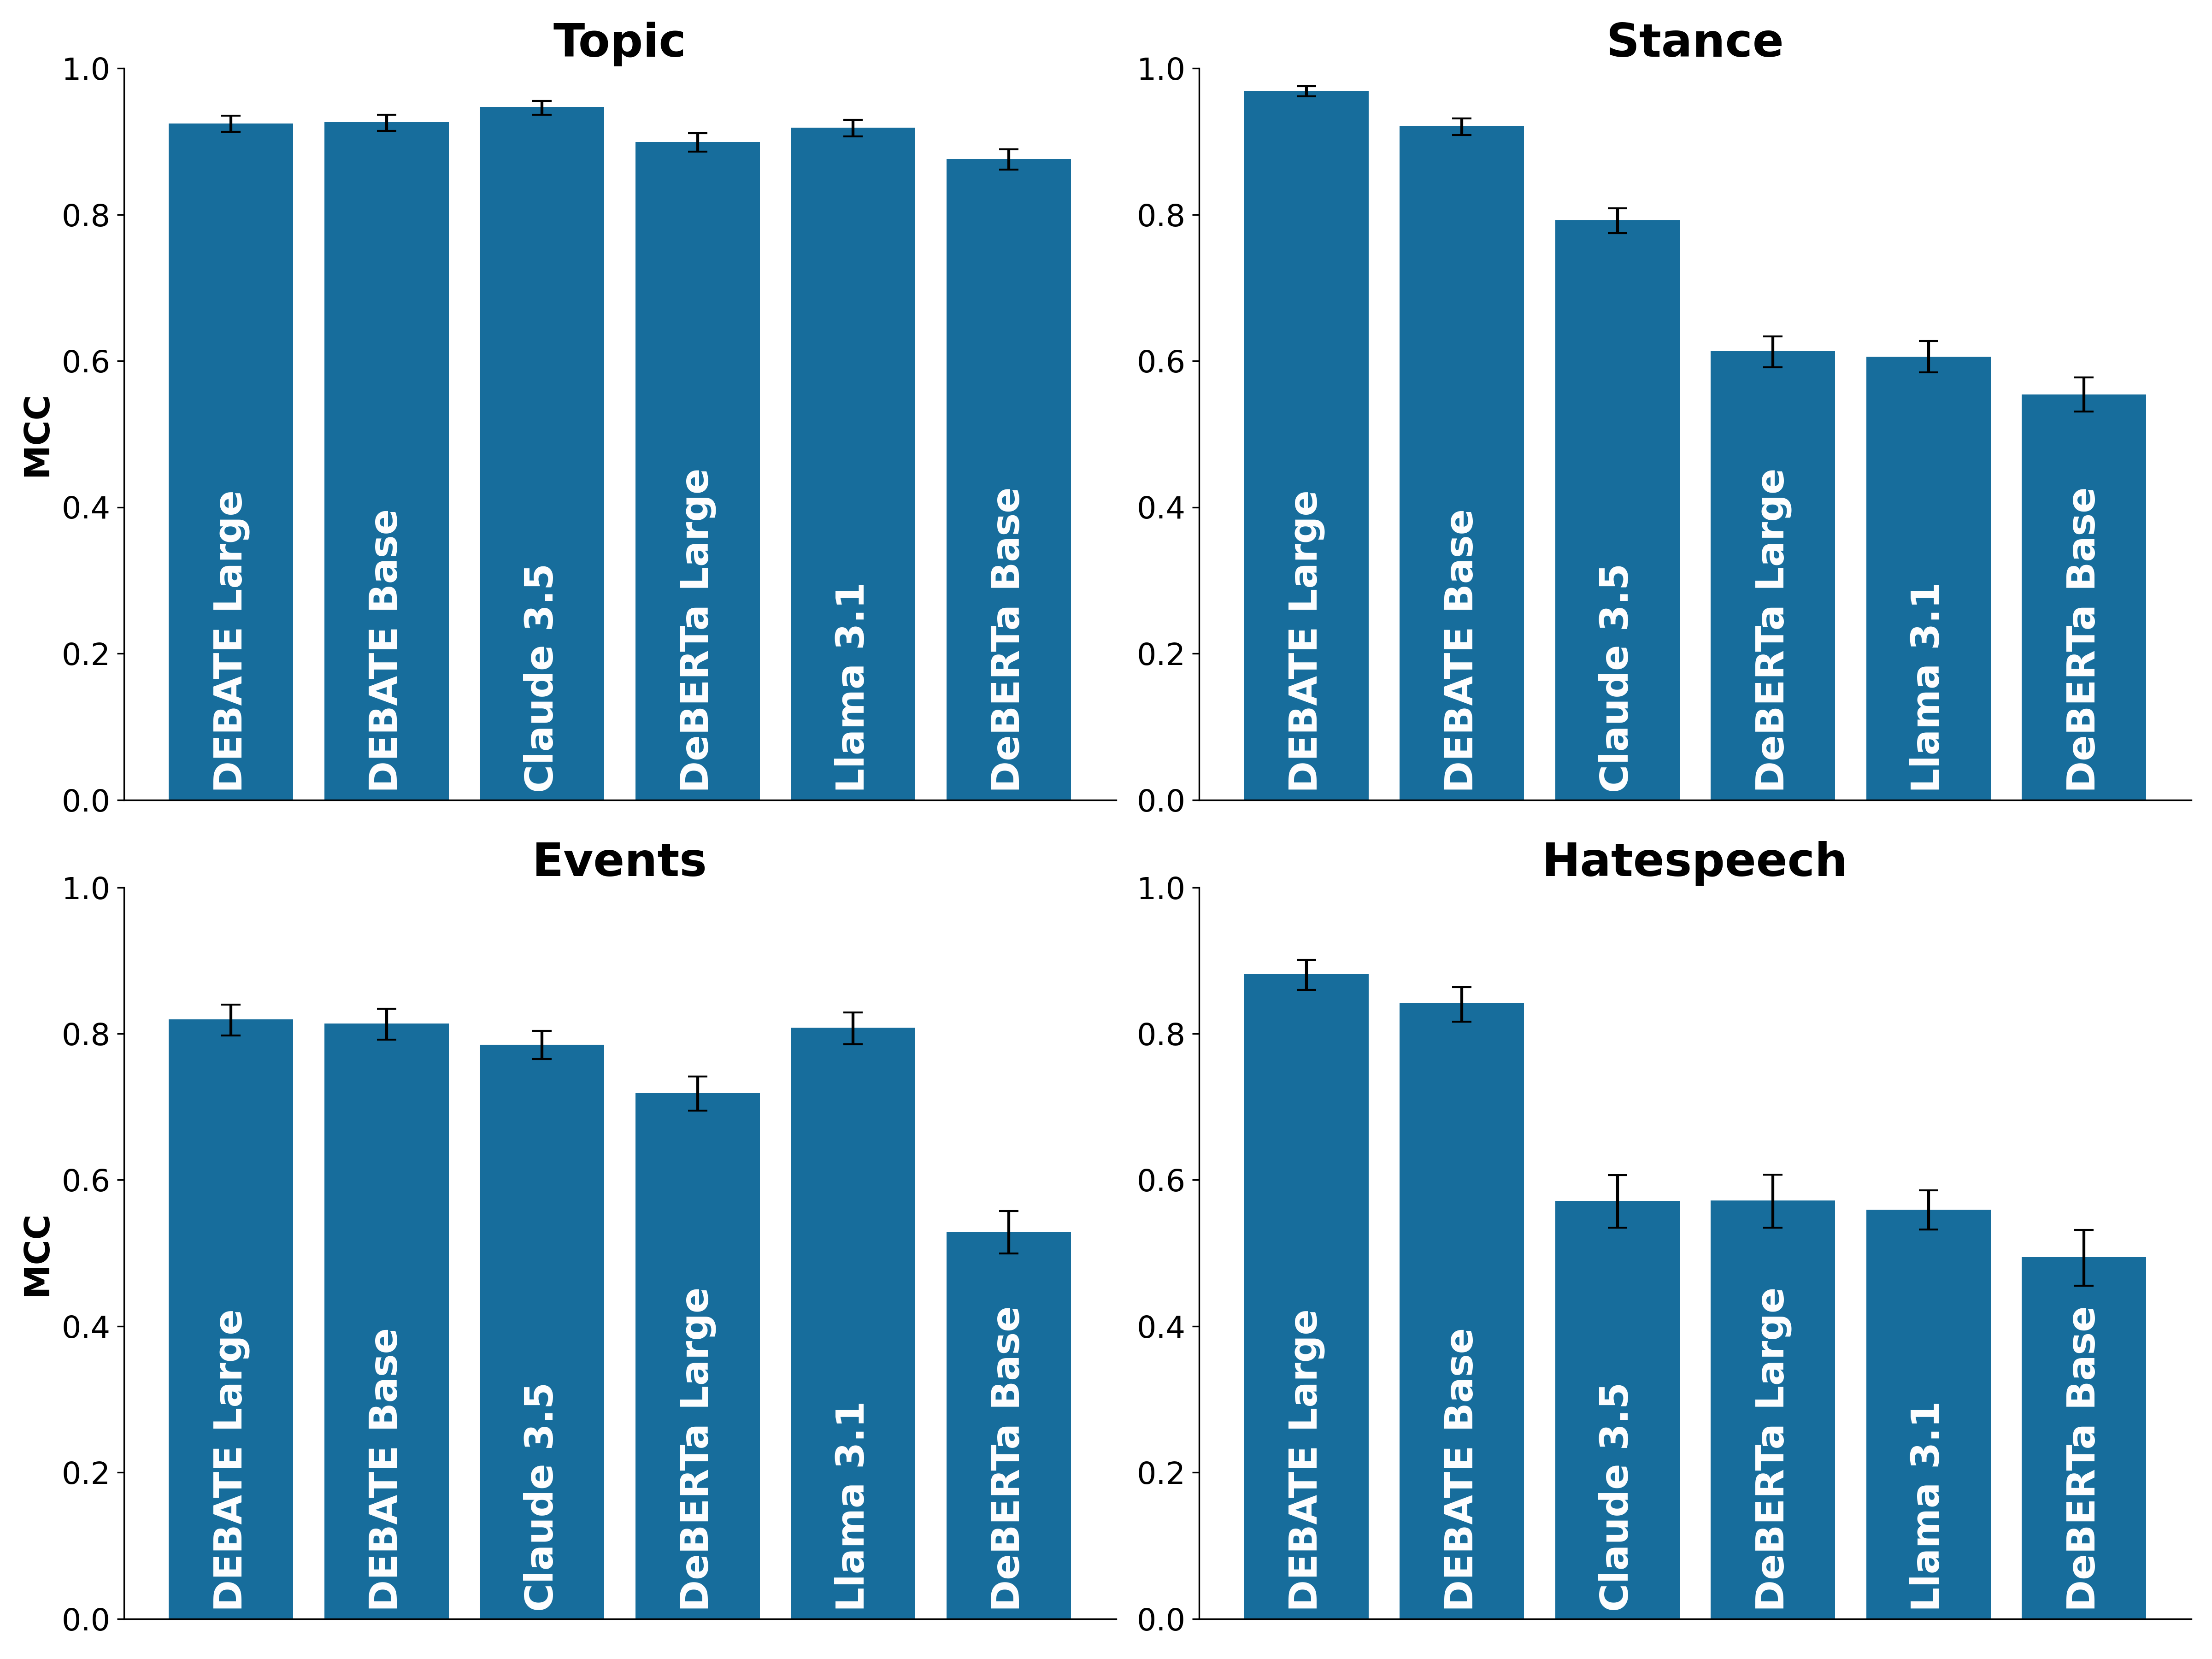 Topic
MCC
1.0
0.8
0.6
0.4
0.2
0.0
DEBATE Large
DEBATE Base
Claude 3.5
DeBERTa Large
Llama 3.1
DeBERTa Base
Stance
1.0
0.8
0.6
0.4
0.2
0.0
DEBATE Large
DEBATE Base
Claude 3.5
DeBERTa Large
Llama 3.1
DeBERTa Base
Events
MCC
1.0
0.8
0.6
0.4
0.2
0.0
DEBATE Large
DEBATE Base
Claude 3.5
DeBERTa Large
Llama 3.1
DeBERTa Base
Hatespeech
1.0
0.8
0.6
0.4
0.2
0.0
DEBATE Large
DEBATE Base
Claude 3.5
DeBERTa Large
Llama 3.1
DeBERTa Base